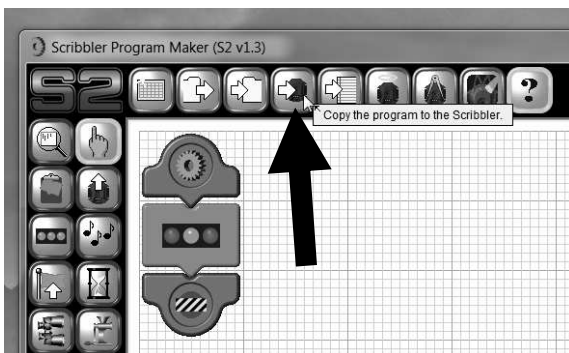 Scribbler Program Maker (S2 v1.3)
S2
?
Copy the program to the Scribbler.